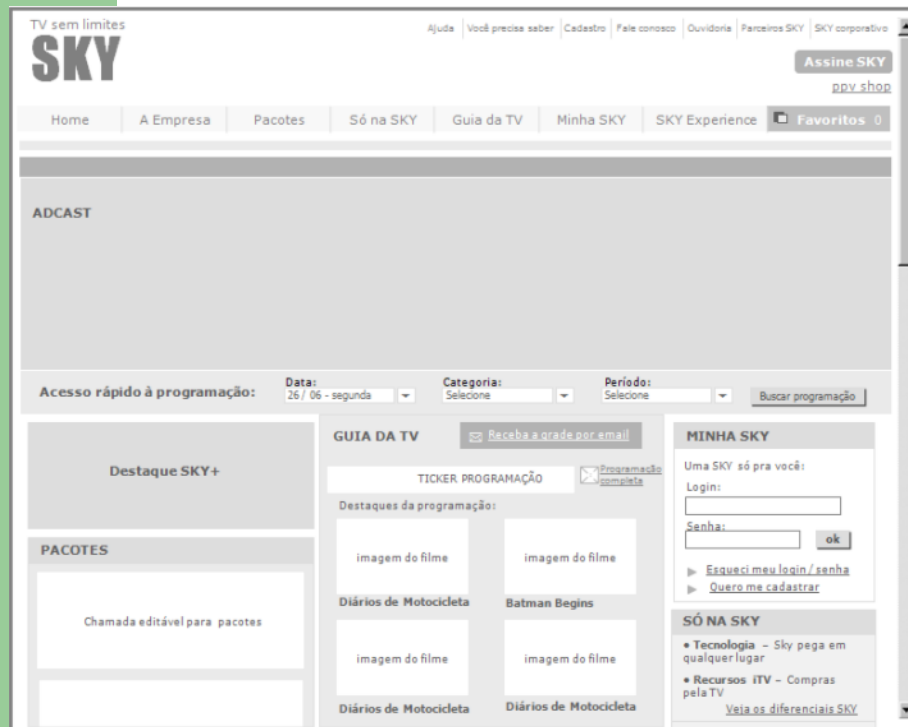 TV sem limites
SKY
Ajuda Você precisa saber Cadastro Fale conosco Ouvidoria Parceiros SKY SKY corporativo
Assine SKY
ppv shop
Home A Empresa Pacotes Só na SKY Guia da TV Minha SKY SKY Experience Favoritos 0
ADCAST
Acesso rápido à programação:
Data:
26 / 06 - segunda
Categoria:
Selecione
Período:
Selecione
Buscar programação
Destaque SKY+
PACOTES
Chamada editável para pacotes
GUIA DA TV
Receba a grade por email
TICKER PROGRAMAÇÃO
Programação
completa
Destaques da programação:
imagem do filme
imagem do filme
Diários de Motocicleta
Batman Begins
imagem do filme
imagem do filme
Diários de Motocicleta
Diários de Motocicleta
MINHA SKY
Uma SKY só pra você:
Login:
Senha:
ok
Esqueci meu login / senha
Quero me cadastrar
SÓ NA SKY
• Tecnologia – Sky pega em
qualquer lugar
• Recursos iTV – Compras
pela TV
Veja os diferenciais SKY